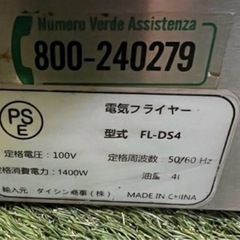 Numero Verde Assistenza
800-240279
PS
E
電気フライヤー
型式 FL-DS4
定格電圧：100V
定格周波数：50/60 Hz
定格消費電力：1400W
油量 4l
輸入元 ダイシン商事（株）
MADE IN CHINA